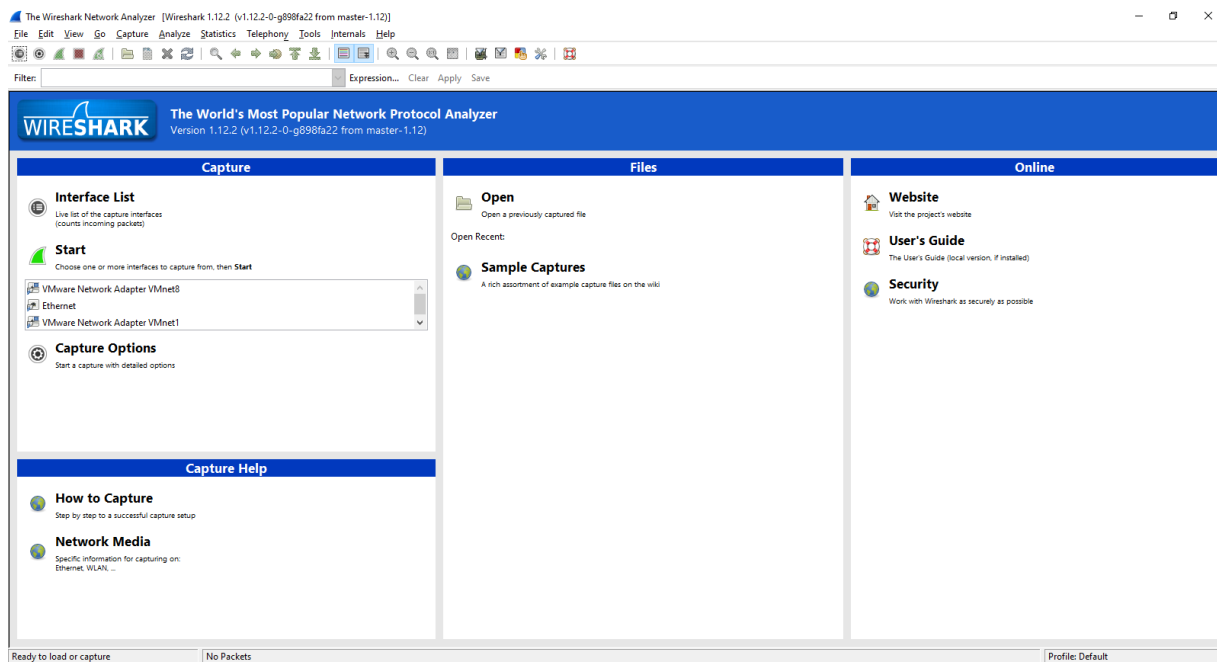 The Wireshark Network Analyzer [Wireshark 1.12.2 (v1.12.2-0-g898fa22 from master-1.12)]
File Edit View Go Capture Analyze Statistics Telephony Tools Internals Help
Filter: Expression... Clear Apply Save
WIRESHARK
The World's Most Popular Network Protocol Analyzer
Version 1.12.2 (v1.12.2-0-g898fa22 from master-1.12)
Capture
Interface List
Live list of the capture interfaces
(counts incoming packets)
Start
Choose one or more interfaces to capture from, then Start
VMware Network Adapter VMnet8
Ethernet
VMware Network Adapter VMnet1
Capture Options
Start a capture with detailed options
Capture Help
How to Capture
Step by step to a successful capture setup
Network Media
Specific information for capturing on:
Ethernet, WLAN, ...
Files
Open
Open a previously captured file
Open Recent:
Sample Captures
A rich assortment of example capture files on the wiki
Online
Website
Visit the project's website
User's Guide
The User's Guide (local version, if installed)
Security
Work with Wireshark as securely as possible
Ready to load or capture
No Packets
Profile: Default